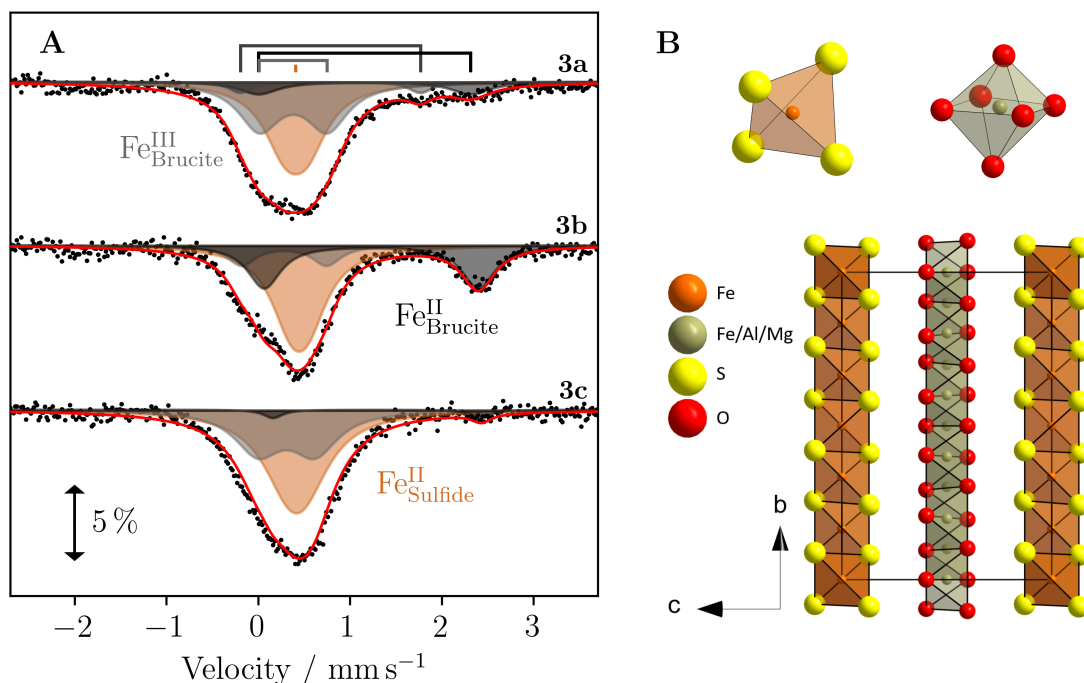 A
3a
Fe^III_Brucite
3b
Fe^II_Brucite
3c
Fe^II_Sulfide
5 %
−2 −1 0 1 2 3
Velocity / mm s⁻¹
B
Fe
Fe/Al/Mg
S
O
b
c